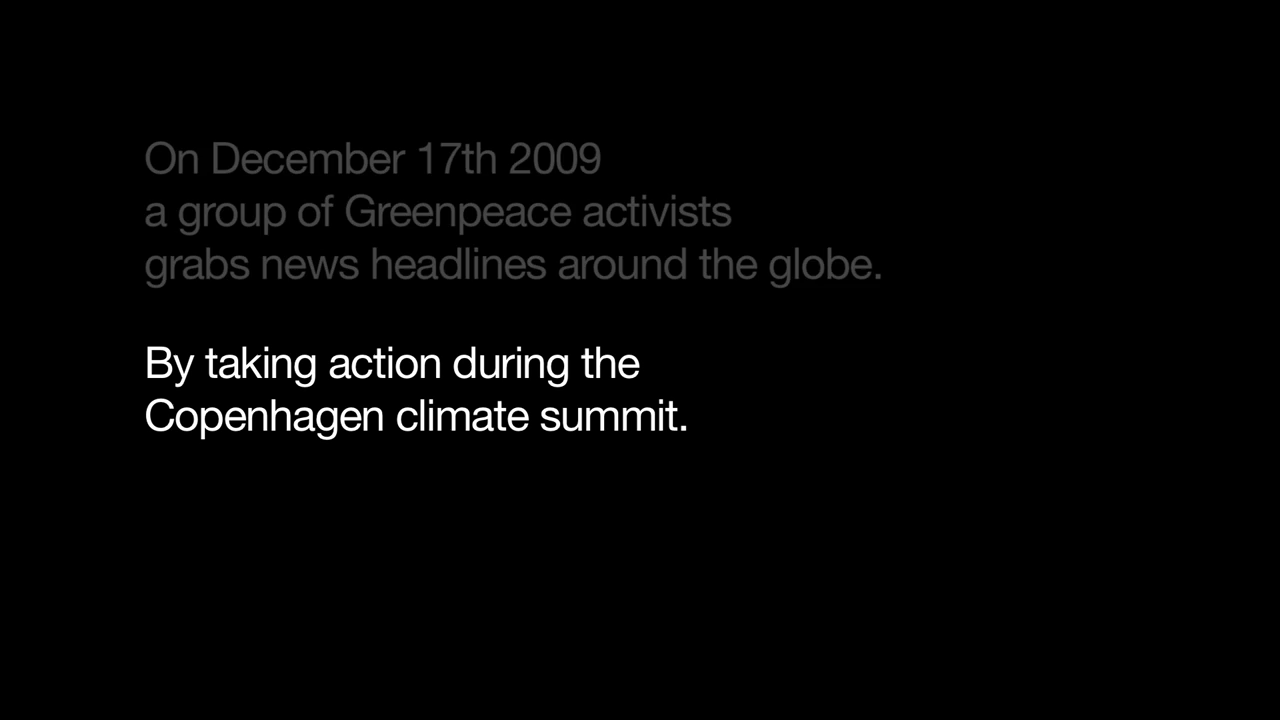 On December 17th 2009
a group of Greenpeace activists
grabs news headlines around the globe.
By taking action during the
Copenhagen climate summit.